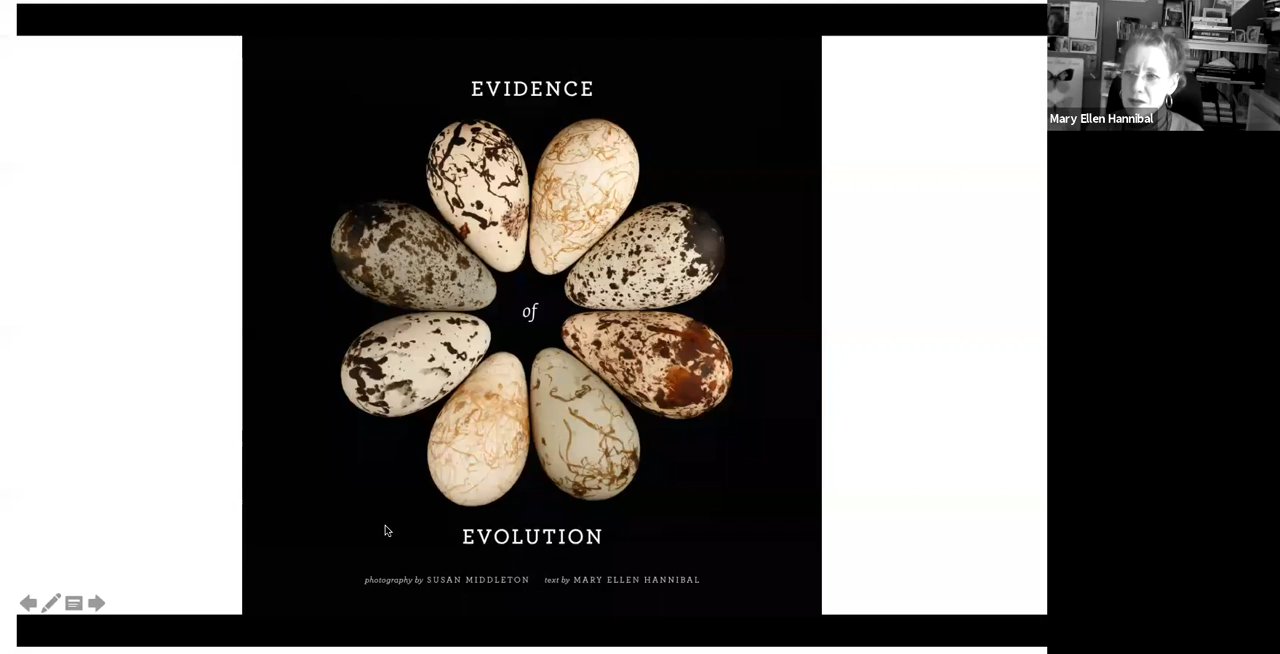 EVIDENCE
of
EVOLUTION
photography by SUSAN MIDDLETON text by MARY ELLEN HANNIBAL
Mary Ellen Hannibal